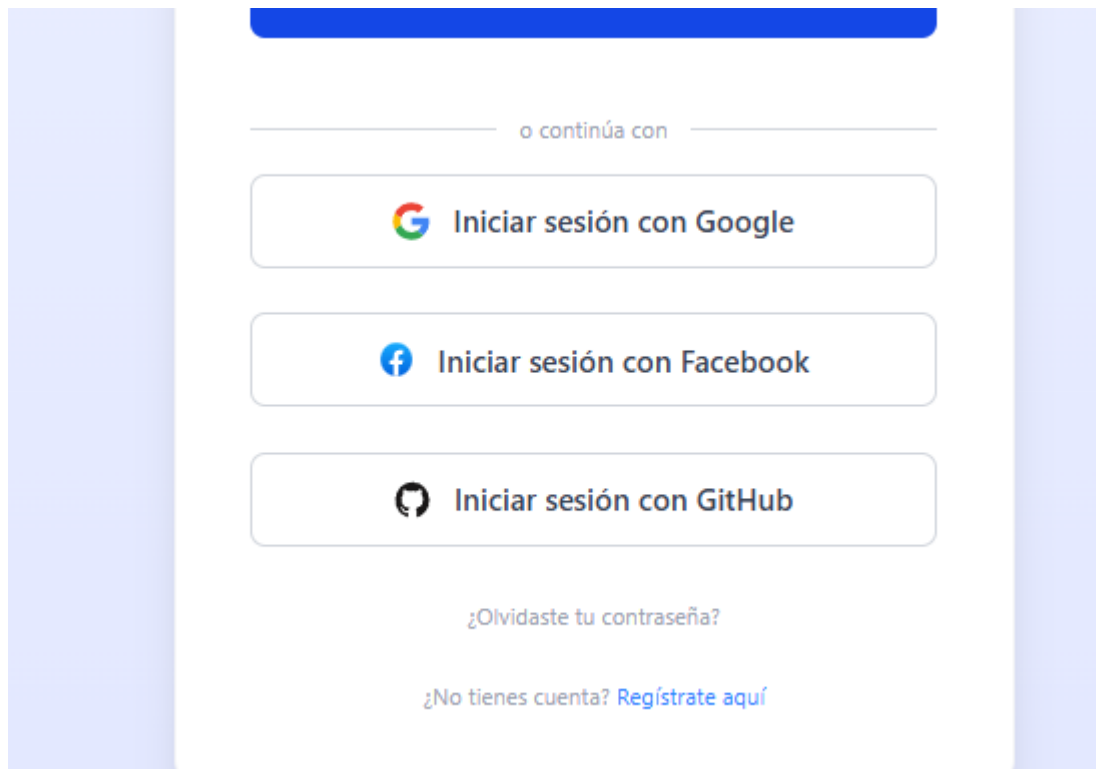 o continúa con
Iniciar sesión con Google
Iniciar sesión con Facebook
Iniciar sesión con GitHub
¿Olvidaste tu contraseña?
¿No tienes cuenta? Regístrate aquí